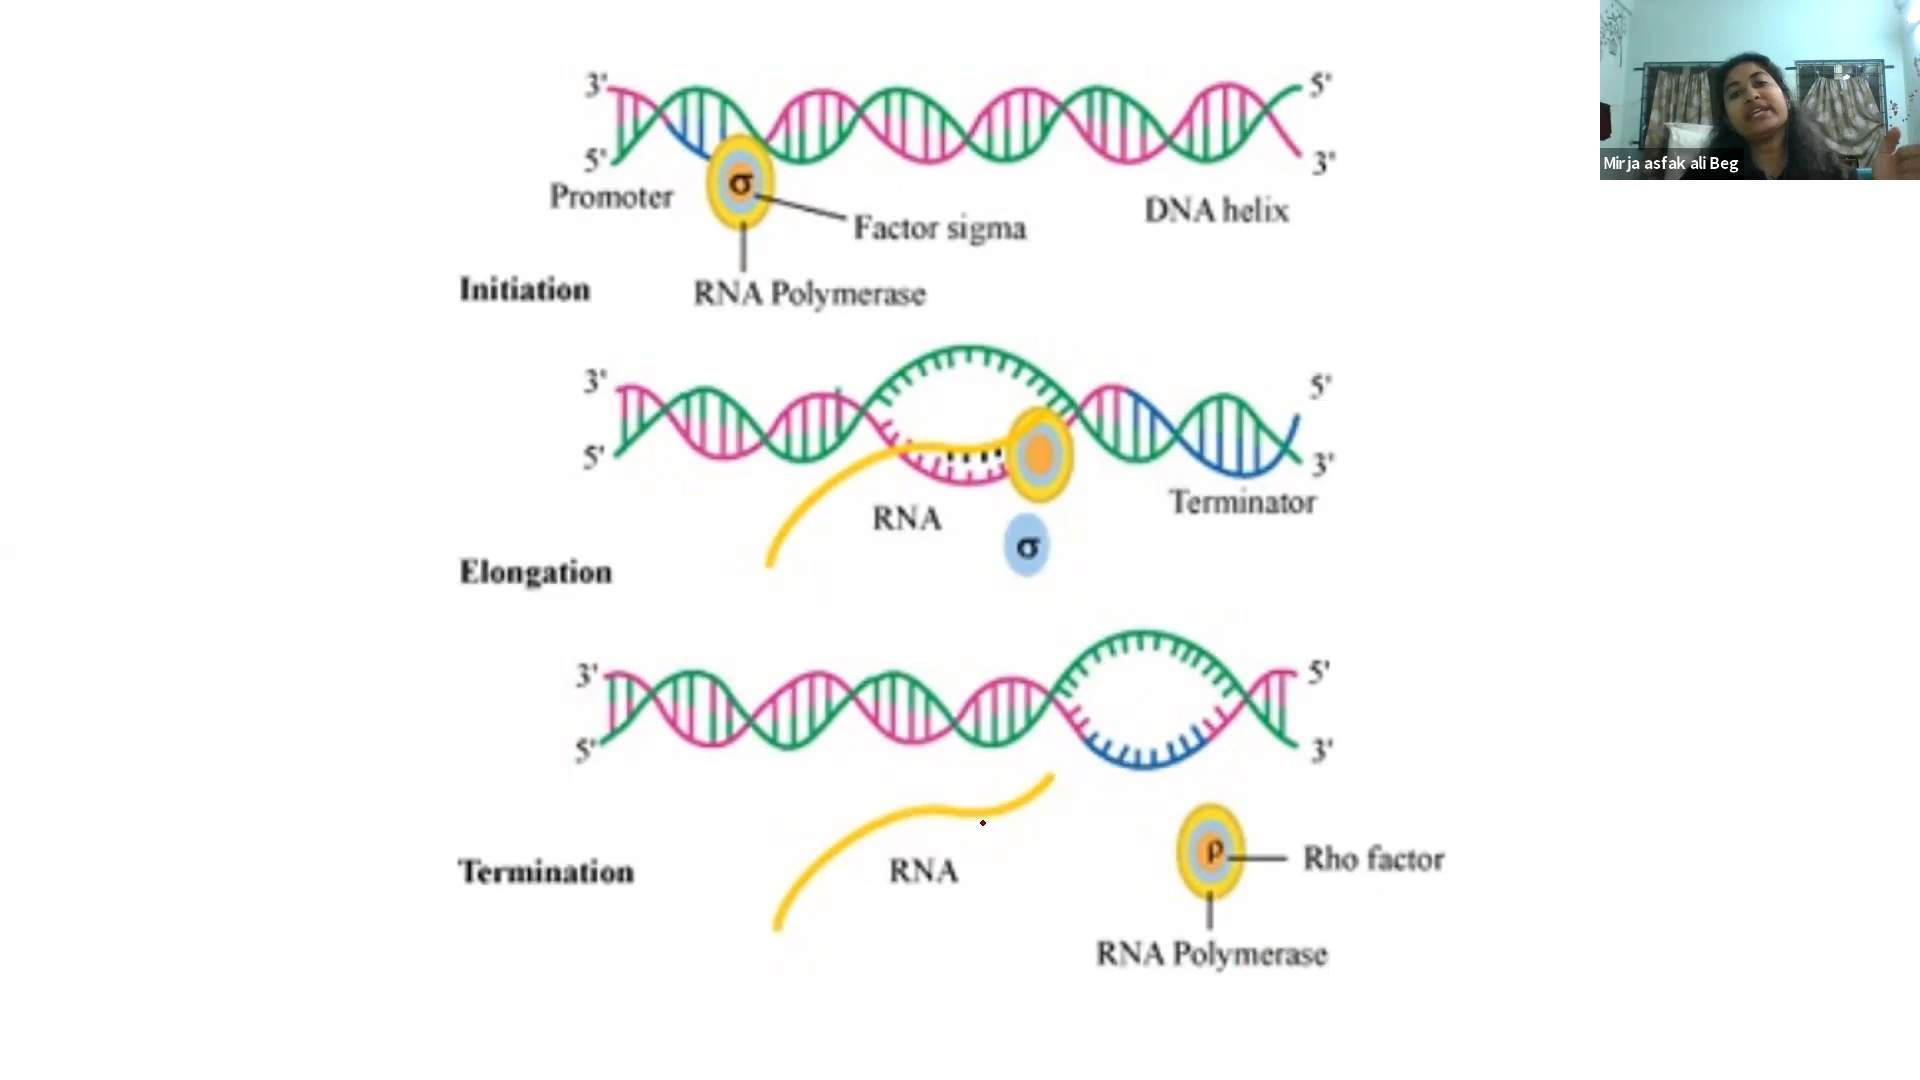 3'
5'
5'
3'
Promoter
σ
Factor sigma
DNA helix
RNA Polymerase
Initiation
3'
5'
5'
3'
RNA
Terminator
σ
Elongation
3'
5'
5'
3'
RNA
ρ
Rho factor
Termination
RNA Polymerase
Mirja asfak ali Beg